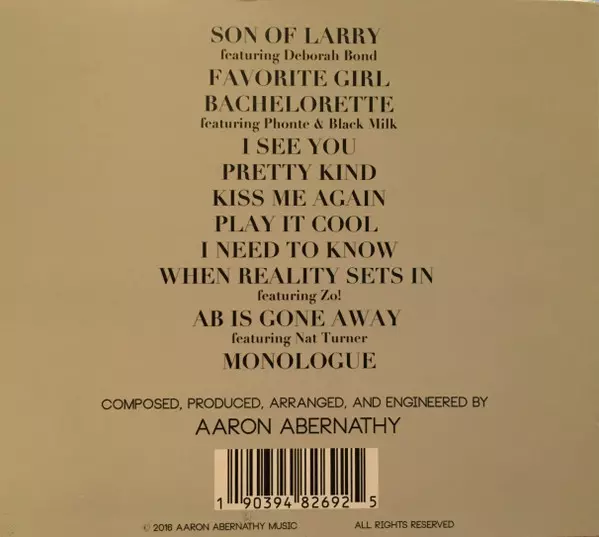 SON OF LARRY
featuring Deborah Bond
FAVORITE GIRL
BACHELORETTE
featuring Phonte & Black Milk
I SEE YOU
PRETTY KIND
KISS ME AGAIN
PLAY IT COOL
I NEED TO KNOW
WHEN REALITY SETS IN
featuring Zo!
AB IS GONE AWAY
featuring Nat Turner
MONOLOGUE
COMPOSED, PRODUCED, ARRANGED, AND ENGINEERED BY
AARON ABERNATHY
1 90394 82692 5
© 2016 AARON ABERNATHY MUSIC ALL RIGHTS RESERVED